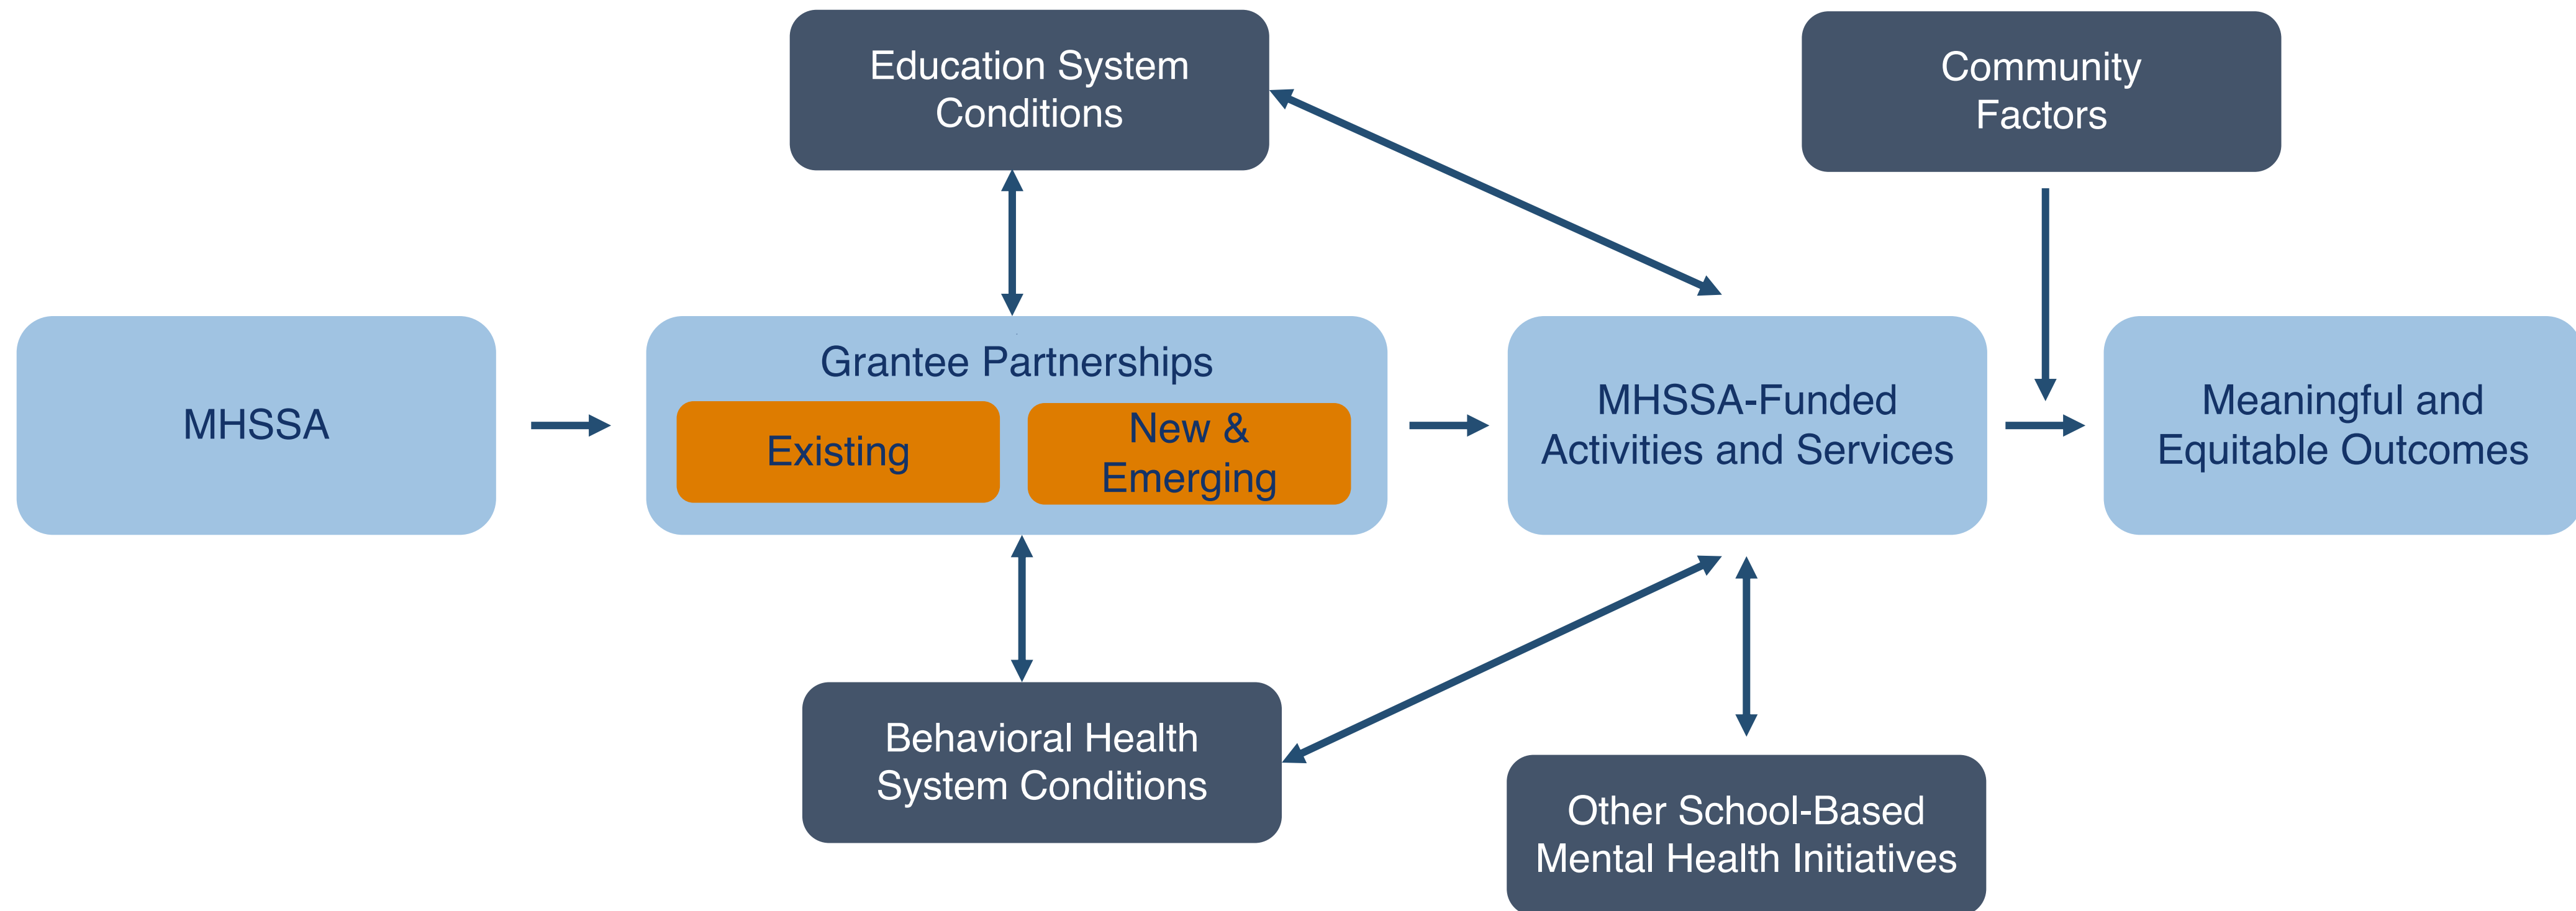 Education System
Conditions
Community
Factors
MHSSA
Grantee Partnerships
Existing
New &
Emerging
MHSSA-Funded
Activities and Services
Meaningful and
Equitable Outcomes
Behavioral Health
System Conditions
Other School-Based
Mental Health Initiatives